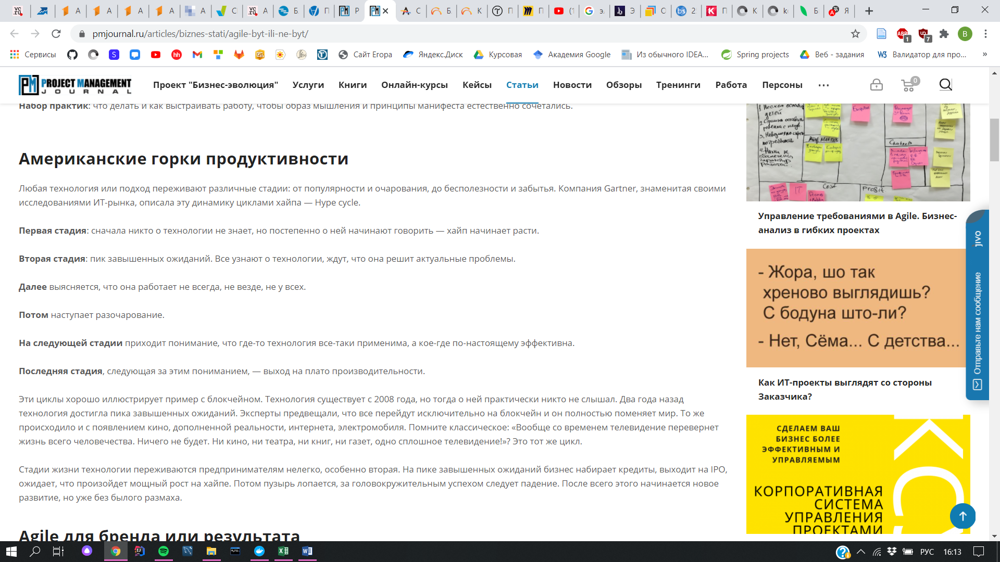 pmjournal.ru/articles/biznes-stati/agile-byt-ili-ne-byt/
Сервисы
Сайт Егора
Яндекс.Диск
Курсовая
Академия Google
Из обычного IDEA...
Spring projects
Веб - задания
Валидатор для про...
PROJECT MANAGEMENT
JOURNAL
Проект "Бизнес-эволюция" Услуги Книги Онлайн-курсы Кейсы Статьи Новости Обзоры Тренинги Работа Персоны ...
0
Набор практик: что делать и как выстраивать работу, чтобы образ мышления и принципы манифеста естественно сочетались.
Американские горки продуктивности
Любая технология или подход переживают различные стадии: от популярности и очарования, до бесполезности и забытья. Компания Gartner, знаменитая своими
исследованиями ИТ-рынка, описала эту динамику циклами хайпа — Hype cycle.
Первая стадия: сначала никто о технологии не знает, но постепенно о ней начинают говорить — хайп начинает расти.
Вторая стадия: пик завышенных ожиданий. Все узнают о технологии, ждут, что она решит актуальные проблемы.
Далее выясняется, что она работает не всегда, не везде, не у всех.
Потом наступает разочарование.
На следующей стадии приходит понимание, что где-то технология все-таки применима, а кое-где по-настоящему эффективна.
Последняя стадия, следующая за этим пониманием, — выход на плато производительности.
Эти циклы хорошо иллюстрирует пример с блокчейном. Технология существует с 2008 года, но тогда о ней практически никто не слышал. Два года назад
технология достигла пика завышенных ожиданий. Эксперты предвещали, что все перейдут исключительно на блокчейн и он полностью поменяет мир. То же
происходило и с появлением кино, дополненной реальности, интернета, электромобиля. Помните классическое: «Вообще со временем телевидение перевернет
жизнь всего человечества. Ничего не будет. Ни кино, ни театра, ни книг, ни газет, одно сплошное телевидение!»? Это тот же цикл.
Стадии жизни технологии переживаются предпринимателям нелегко, особенно вторая. На пике завышенных ожиданий бизнес набирает кредиты, выходит на IPO,
ожидает, что произойдет мощный рост на хайпе. Потом пузырь лопается, за головокружительным успехом следует падение. После всего этого начинается новое
развитие, но уже без былого размаха.
Agile для бренда или результата
детей
Channels
Cost
Profit
IT
Управление требованиями в Agile. Бизнес-
анализ в гибких проектах
- Жора, шо так
хреново выглядишь?
С бодуна што-ли?
- Нет, Сёма... С детства...
Как ИТ-проекты выглядят со стороны
Заказчика?
СДЕЛАЕМ ВАШ
БИЗНЕС БОЛЕЕ
ЭФФЕКТИВНЫМ И
УПРАВЛЯЕМЫМ
КОРПОРАТИВНАЯ
СИСТЕМА
УПРАВЛЕНИЯ
ПРОЕКТАМИ
Отправьте нам сообщение
JIVO
РУС
16:13